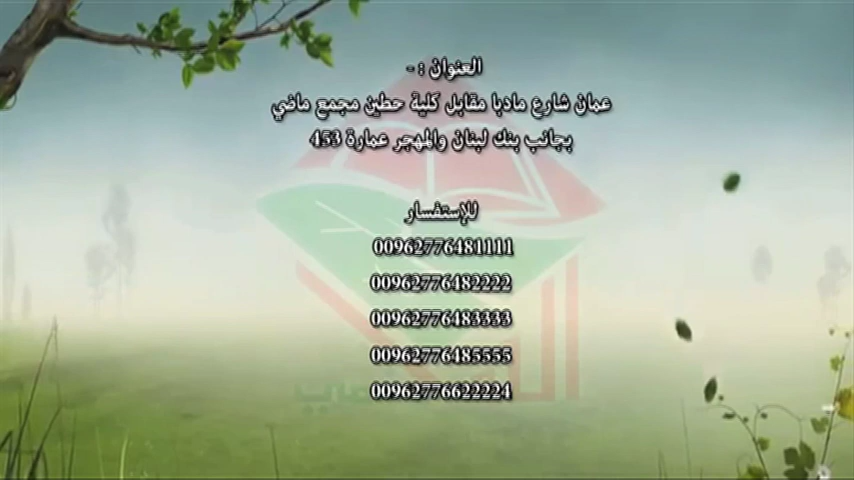 العنوان : -
عمان شارع مادبا مقابل كلية حطين مجمع ماضي
بجانب بنك لبنان والمهجر عمارة 453
للإستفسار
00962776481111
00962776482222
00962776483333
00962776485555
00962776622224